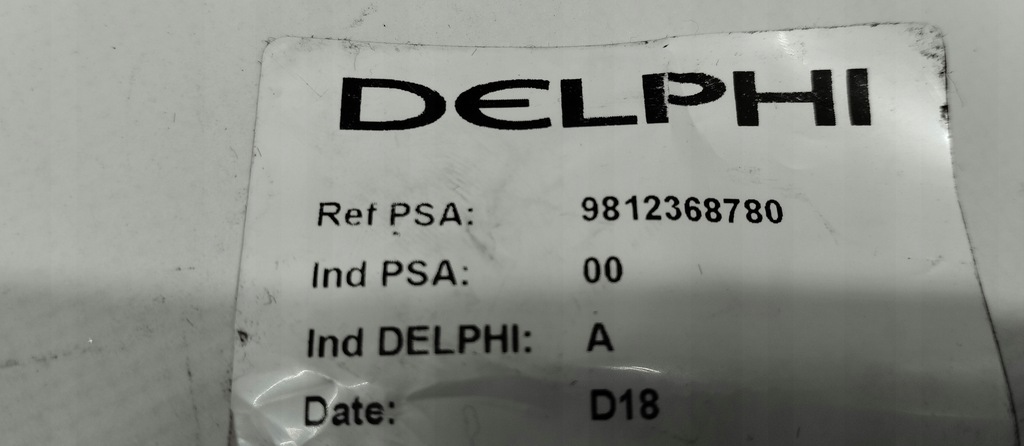 DELPHI
Ref PSA: 9812368780
Ind PSA: 00
Ind DELPHI: A
Date: D18